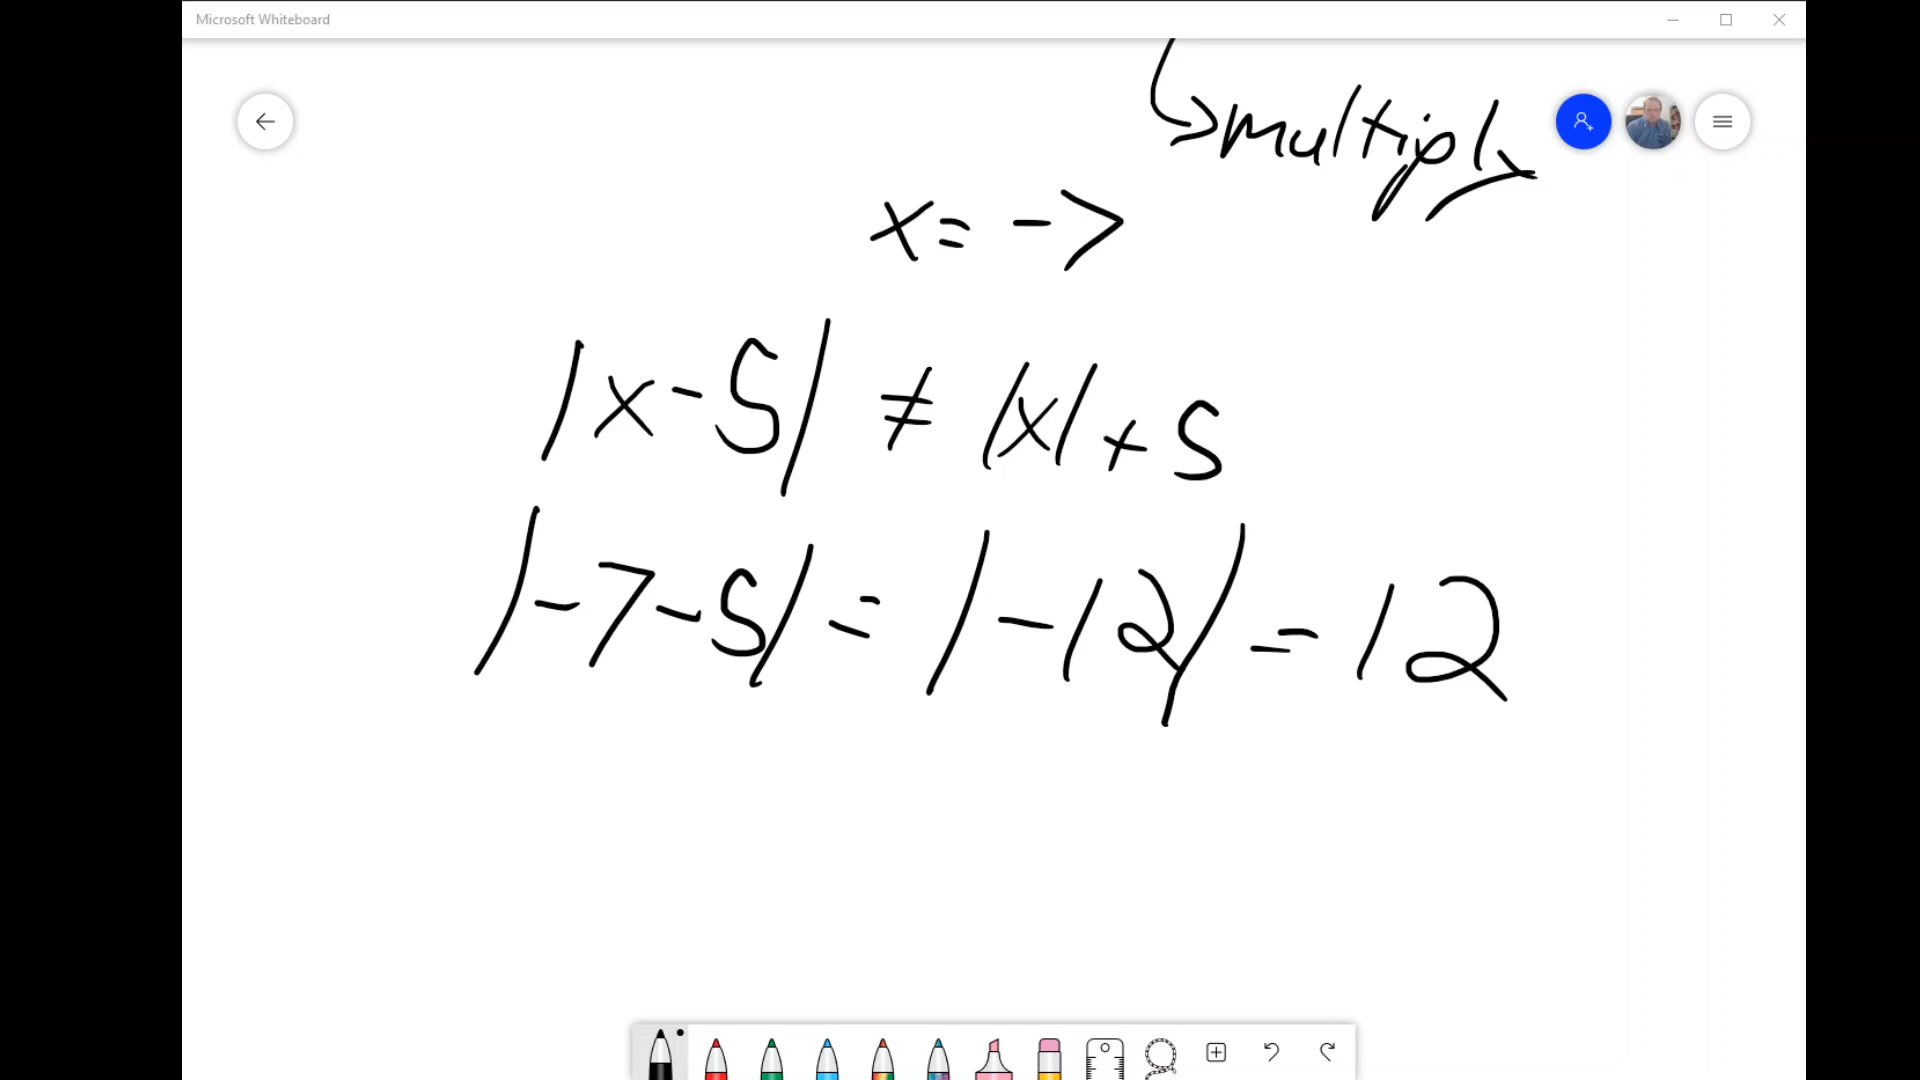 Microsoft Whiteboard
↳ multiply
x = -7
|x-5| ≠ |x| + 5
|-7-5| = |-12| = 12